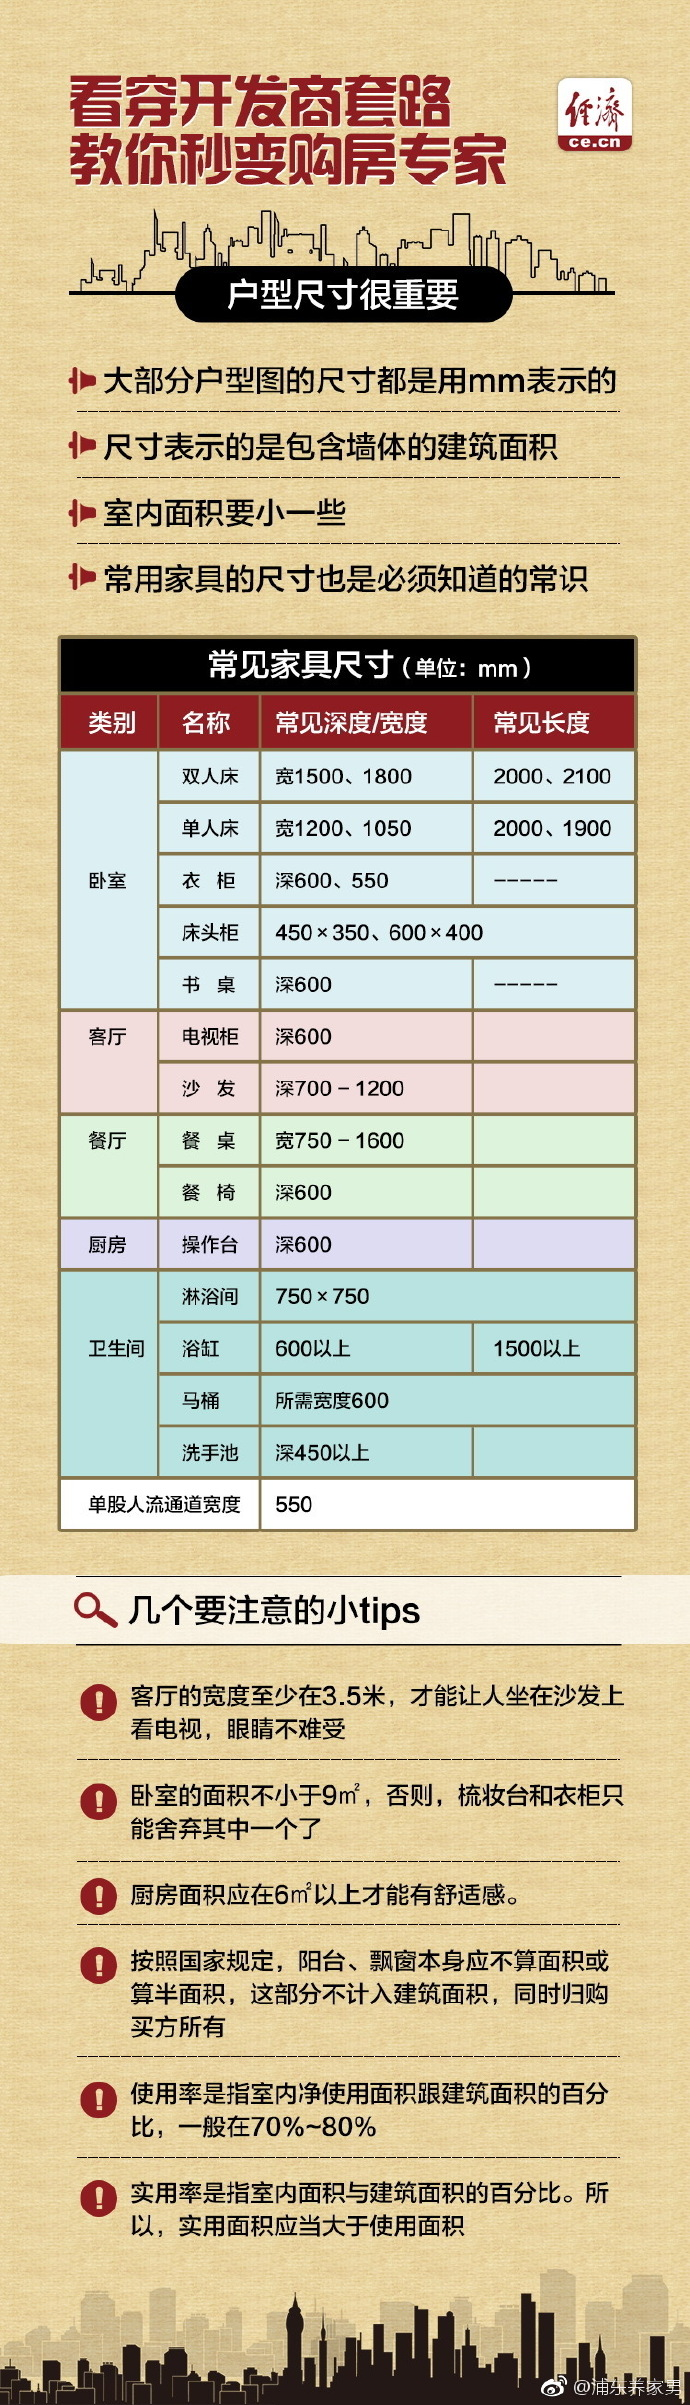 看穿开发商套路
教你秒变购房专家
经济
ce.cn
户型尺寸很重要
大部分户型图的尺寸都是用mm表示的
尺寸表示的是包含墙体的建筑面积
室内面积要小一些
常用家具的尺寸也是必须知道的常识
常见家具尺寸（单位：mm）
类别 名称 常见深度/宽度 常见长度
双人床 宽1500、1800 2000、2100
单人床 宽1200、1050 2000、1900
卧室 衣 柜 深600、550 -----
床头柜 450×350、600×400
书 桌 深600 -----
客厅 电视柜 深600
沙 发 深700－1200
餐厅 餐 桌 宽750－1600
餐 椅 深600
厨房 操作台 深600
淋浴间 750×750
卫生间 浴缸 600以上 1500以上
马桶 所需宽度600
洗手池 深450以上
单股人流通道宽度 550
几个要注意的小tips
客厅的宽度至少在3.5米，才能让人坐在沙发上
看电视，眼睛不难受
卧室的面积不小于9㎡，否则，梳妆台和衣柜只
能舍弃其中一个了
厨房面积应在6㎡以上才能有舒适感。
按照国家规定，阳台、飘窗本身应不算面积或
算半面积，这部分不计入建筑面积，同时归购
买方所有
使用率是指室内净使用面积跟建筑面积的百分
比，一般在70%~80%
实用率是指室内面积与建筑面积的百分比。所
以，实用面积应当大于使用面积
@浦东养家男